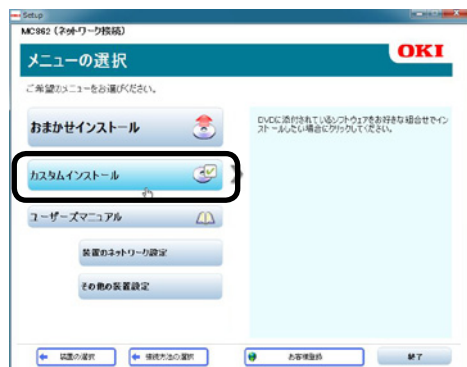 Setup
MC862 (ネットワーク接続)
メニューの選択
OKI
ご希望のメニューをお選びください。
おまかせインストール
DVDに添付されているソフトウェアをお好きな組合せでイン
ストールしたい場合にクリックしてください。
カスタムインストール
ユーザーズマニュアル
装置のネットワーク設定
その他の装置設定
装置の選択
接続方法の選択
お客様登録
終了